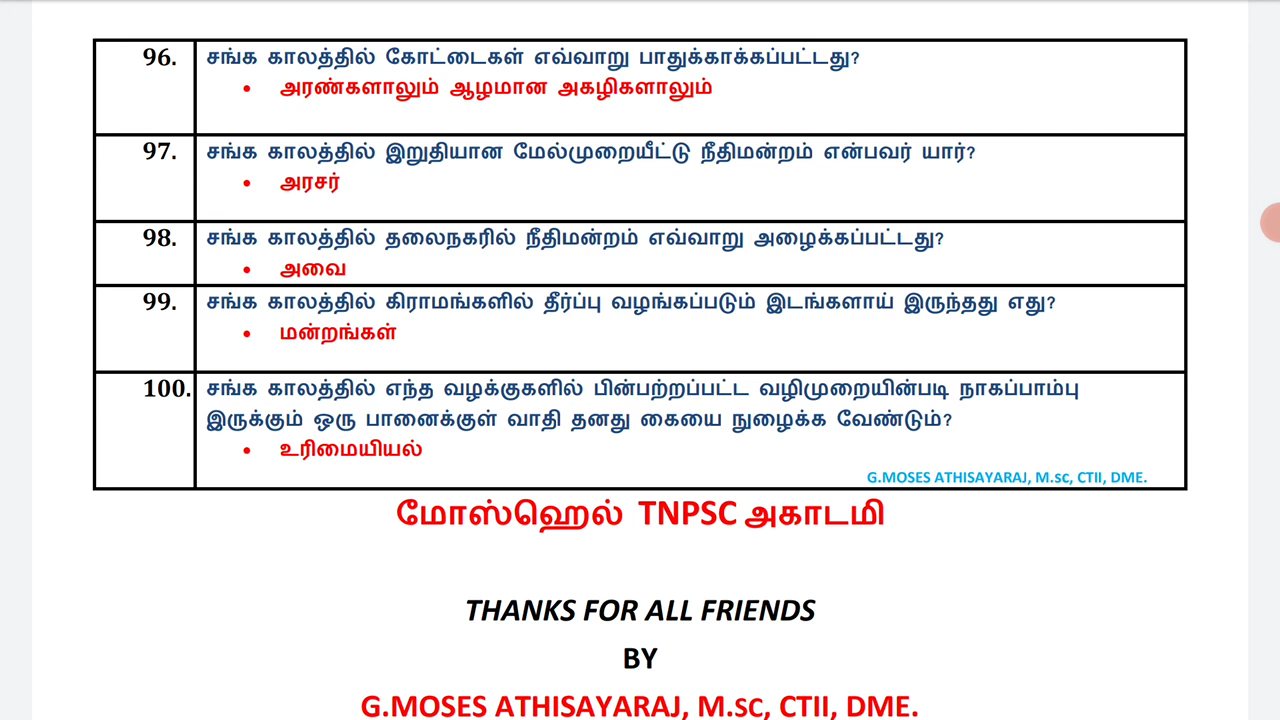 96. சங்க காலத்தில் கோட்டைகள் எவ்வாறு பாதுக்காக்கப்பட்டது?
• அரண்களாலும் ஆழமான அகழிகளாலும்
97. சங்க காலத்தில் இறுதியான மேல்முறையீட்டு நீதிமன்றம் என்பவர் யார்?
• அரசர்
98. சங்க காலத்தில் தலைநகரில் நீதிமன்றம் எவ்வாறு அழைக்கப்பட்டது?
• அவை
99. சங்க காலத்தில் கிராமங்களில் தீர்ப்பு வழங்கப்படும் இடங்களாய் இருந்தது எது?
• மன்றங்கள்
100. சங்க காலத்தில் எந்த வழக்குகளில் பின்பற்றப்பட்ட வழிமுறையின்படி நாகப்பாம்பு
இருக்கும் ஒரு பானைக்குள் வாதி தனது கையை நுழைக்க வேண்டும்?
• உரிமையியல்
G.MOSES ATHISAYARAJ, M.sc, CTII, DME.
மோஸ்ஹெல் TNPSC அகாடமி
THANKS FOR ALL FRIENDS
BY
G.MOSES ATHISAYARAJ, M.SC, CTII, DME.